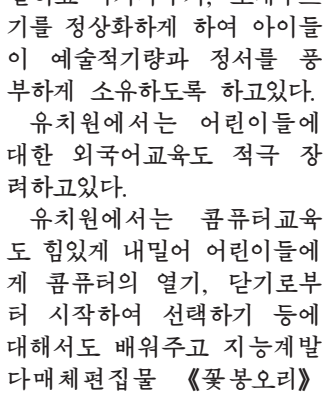 기를 정상화하게 하여 아이들
이 예술적기량과 정서를 풍
부하게 소유하도록 하고있다.
유치원에서는 어린이들에
대한 외국어교육도 적극 장
려하고있다.
유치원에서는 콤퓨터교육
도 힘있게 내밀어 어린이들에
게 콤퓨터의 열기, 닫기로부
터 시작하여 선택하기 등에
대해서도 배워주고 지능계발
다매체편집물 《꽃봉오리》